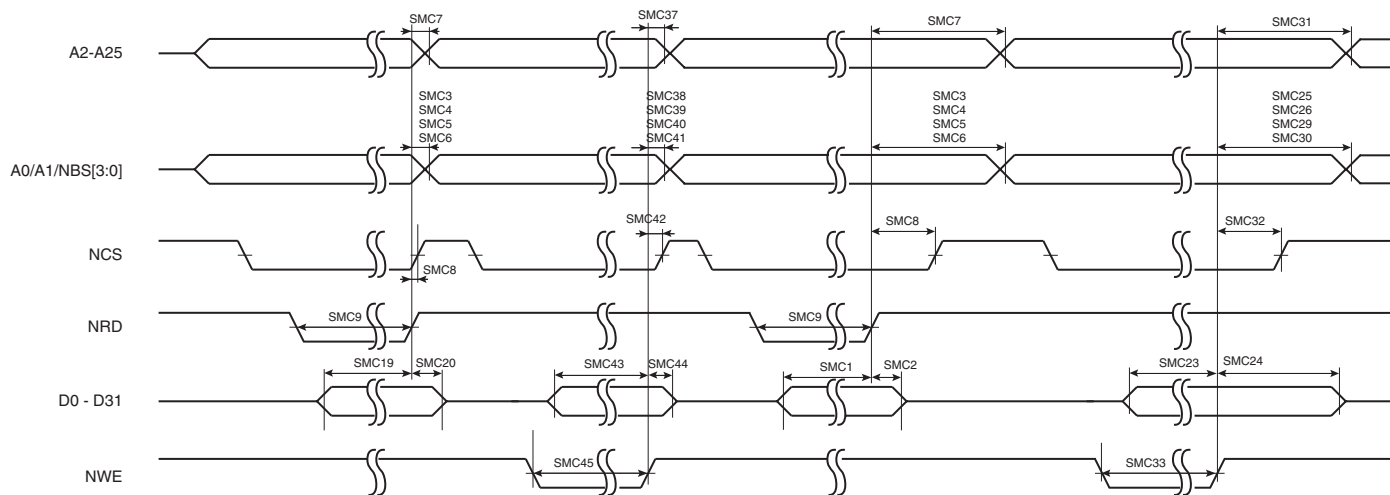 SMC7
SMC37
SMC7
SMC31
A2-A25
SMC3
SMC4
SMC5
SMC6
SMC38
SMC39
SMC40
SMC41
SMC3
SMC4
SMC5
SMC6
SMC25
SMC26
SMC29
SMC30
A0/A1/NBS[3:0]
SMC42
SMC8
SMC32
NCS
SMC8
SMC9
SMC9
NRD
SMC19
SMC20
SMC43
SMC44
SMC1
SMC2
SMC23
SMC24
D0 - D31
SMC45
SMC33
NWE